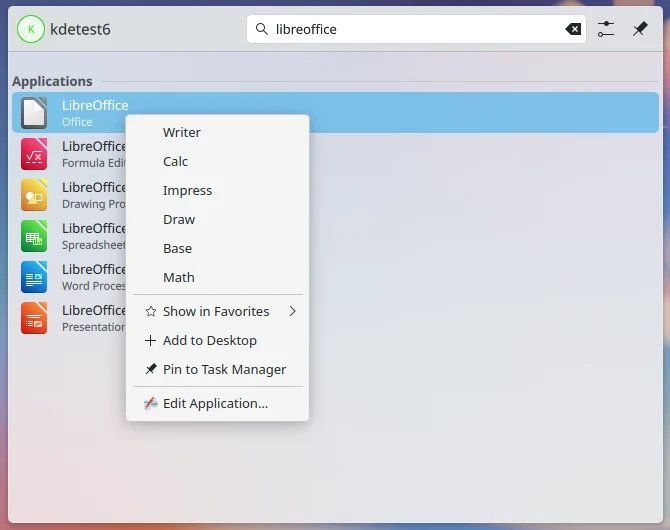 K
kdetest6
libreoffice
Applications
LibreOffice
Office
LibreOffice
Formula Edi
LibreOffice
Drawing Pro
LibreOffice
Spreadsheet
LibreOffice
Word Proces
LibreOffice
Presentation
Writer
Calc
Impress
Draw
Base
Math
Show in Favorites
Add to Desktop
Pin to Task Manager
Edit Application...